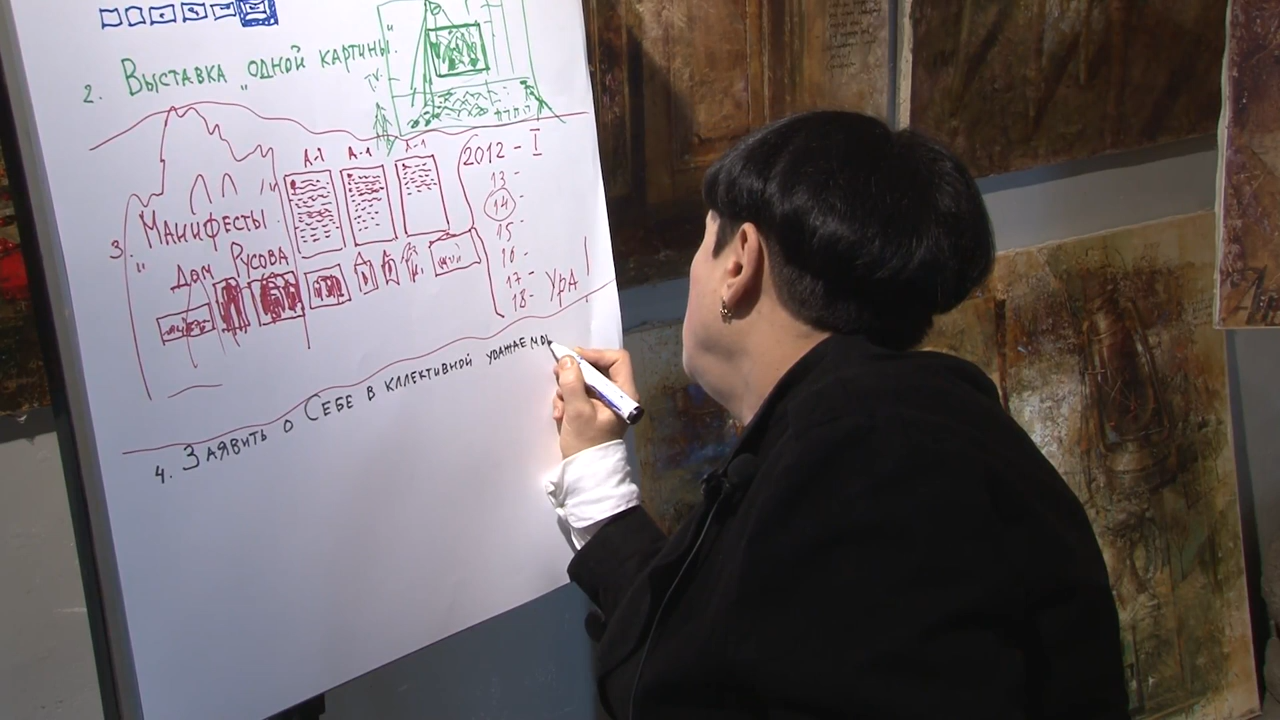 2. Выставка „одной картины"
А-1 А-1 А-1
2012 - I
13 -
14 -
15 -
16 -
17 -
18 -
Ура!
3. „Манифесты"
Дом Русова
4. Заявить о Себе в кллективной уважаемо